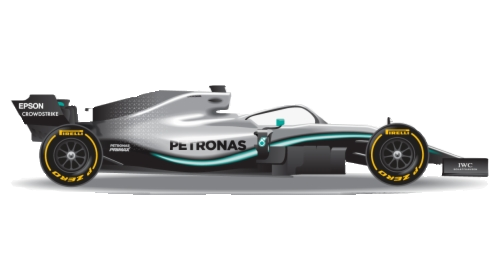 EPSON
CROWDSTRIKE
PIRELLI
P ZERO
PETRONAS
PRIMAX
PETRONAS
PIRELLI
P ZERO
IWC